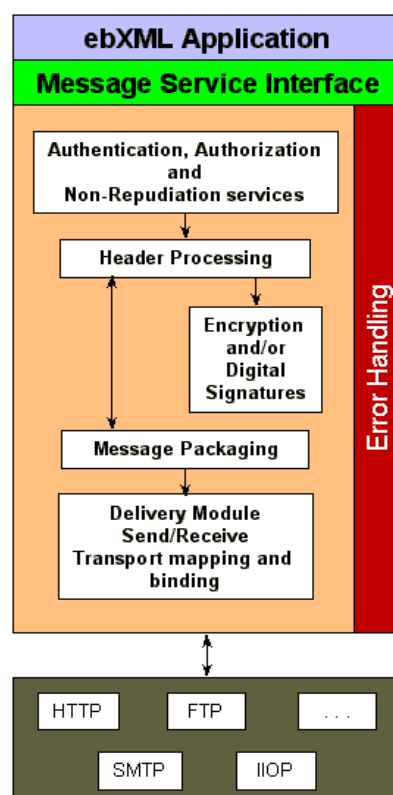 ebXML Application
Message Service Interface
Authentication, Authorization
and
Non-Repudiation services
Header Processing
Encryption
and/or
Digital
Signatures
Message Packaging
Delivery Module
Send/Receive
Transport mapping and
binding
Error Handling
HTTP
FTP
. . .
SMTP
IIOP